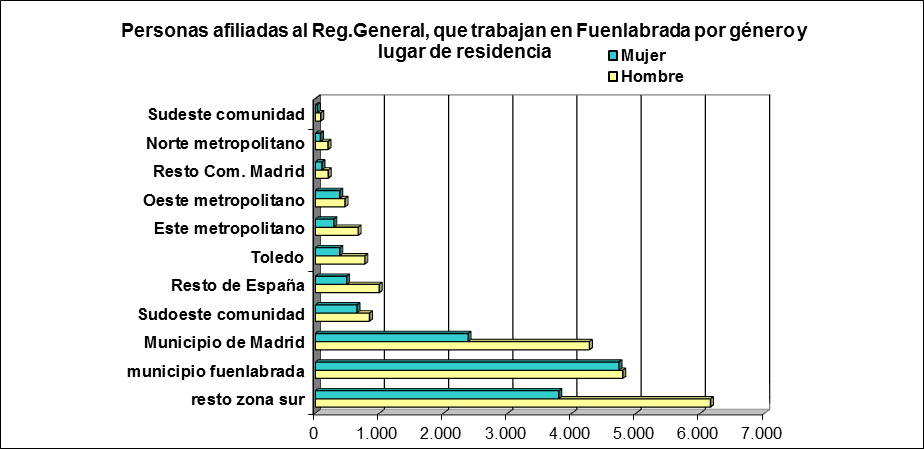 Personas afiliadas al Reg.General, que trabajan en Fuenlabrada por género y
lugar de residencia
Mujer
Hombre
Sudeste comunidad
Norte metropolitano
Resto Com. Madrid
Oeste metropolitano
Este metropolitano
Toledo
Resto de España
Sudoeste comunidad
Municipio de Madrid
municipio fuenlabrada
resto zona sur
0 1.000 2.000 3.000 4.000 5.000 6.000 7.000